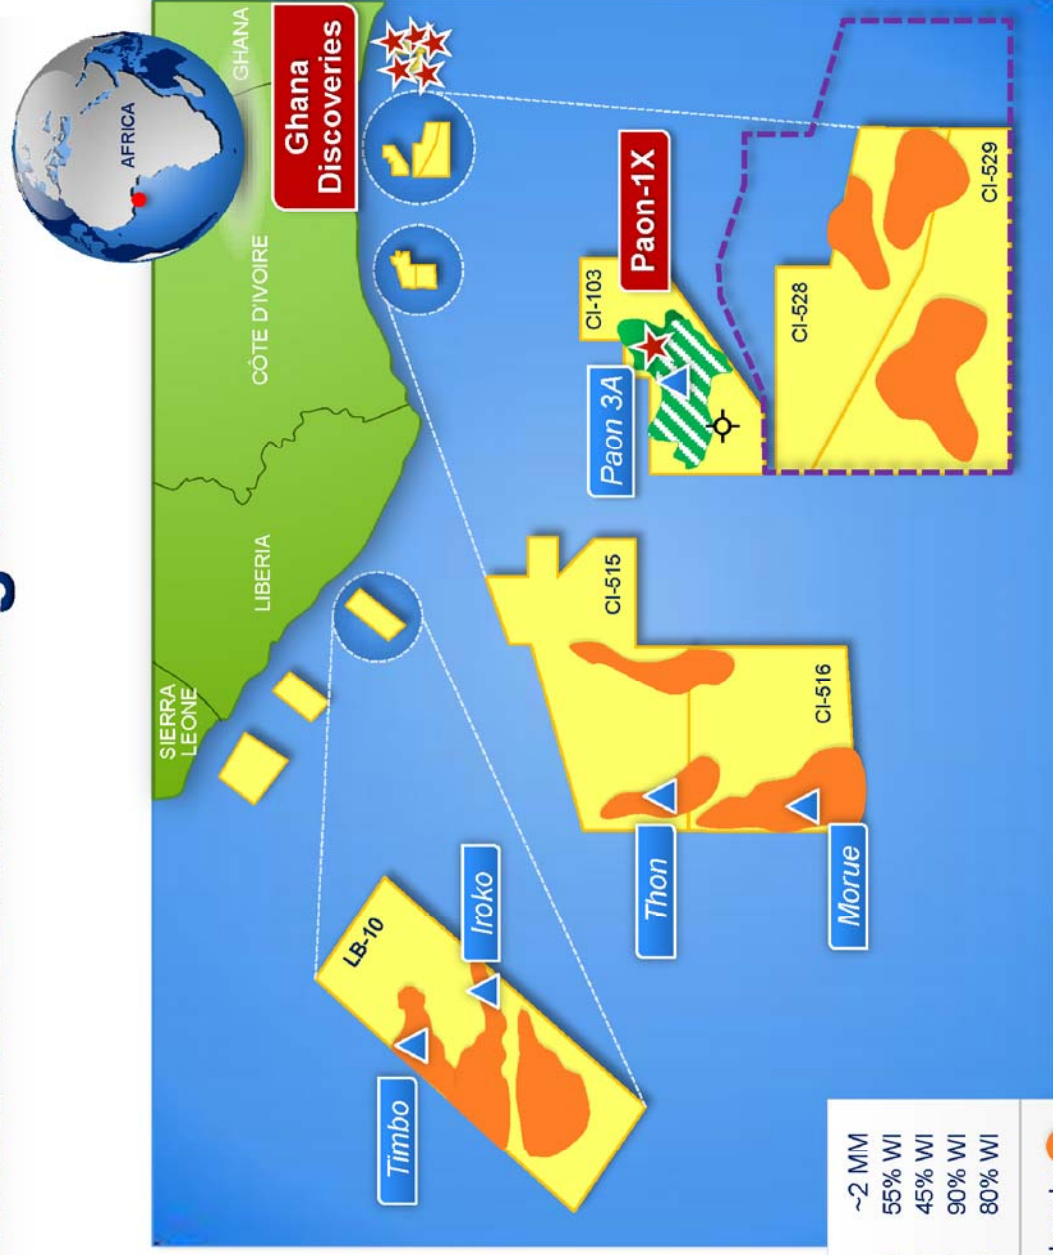 AFRICA
GHANA
Ghana
Discoveries
CÔTE D'IVOIRE
LIBERIA
SIERRA
LEONE
LB-10
Timbo
Iroko
CI-515
CI-516
Thon
Morue
CI-103
Paon-1X
Paon 3A
CI-528
CI-529
~2 MM
55% WI
45% WI
90% WI
80% WI